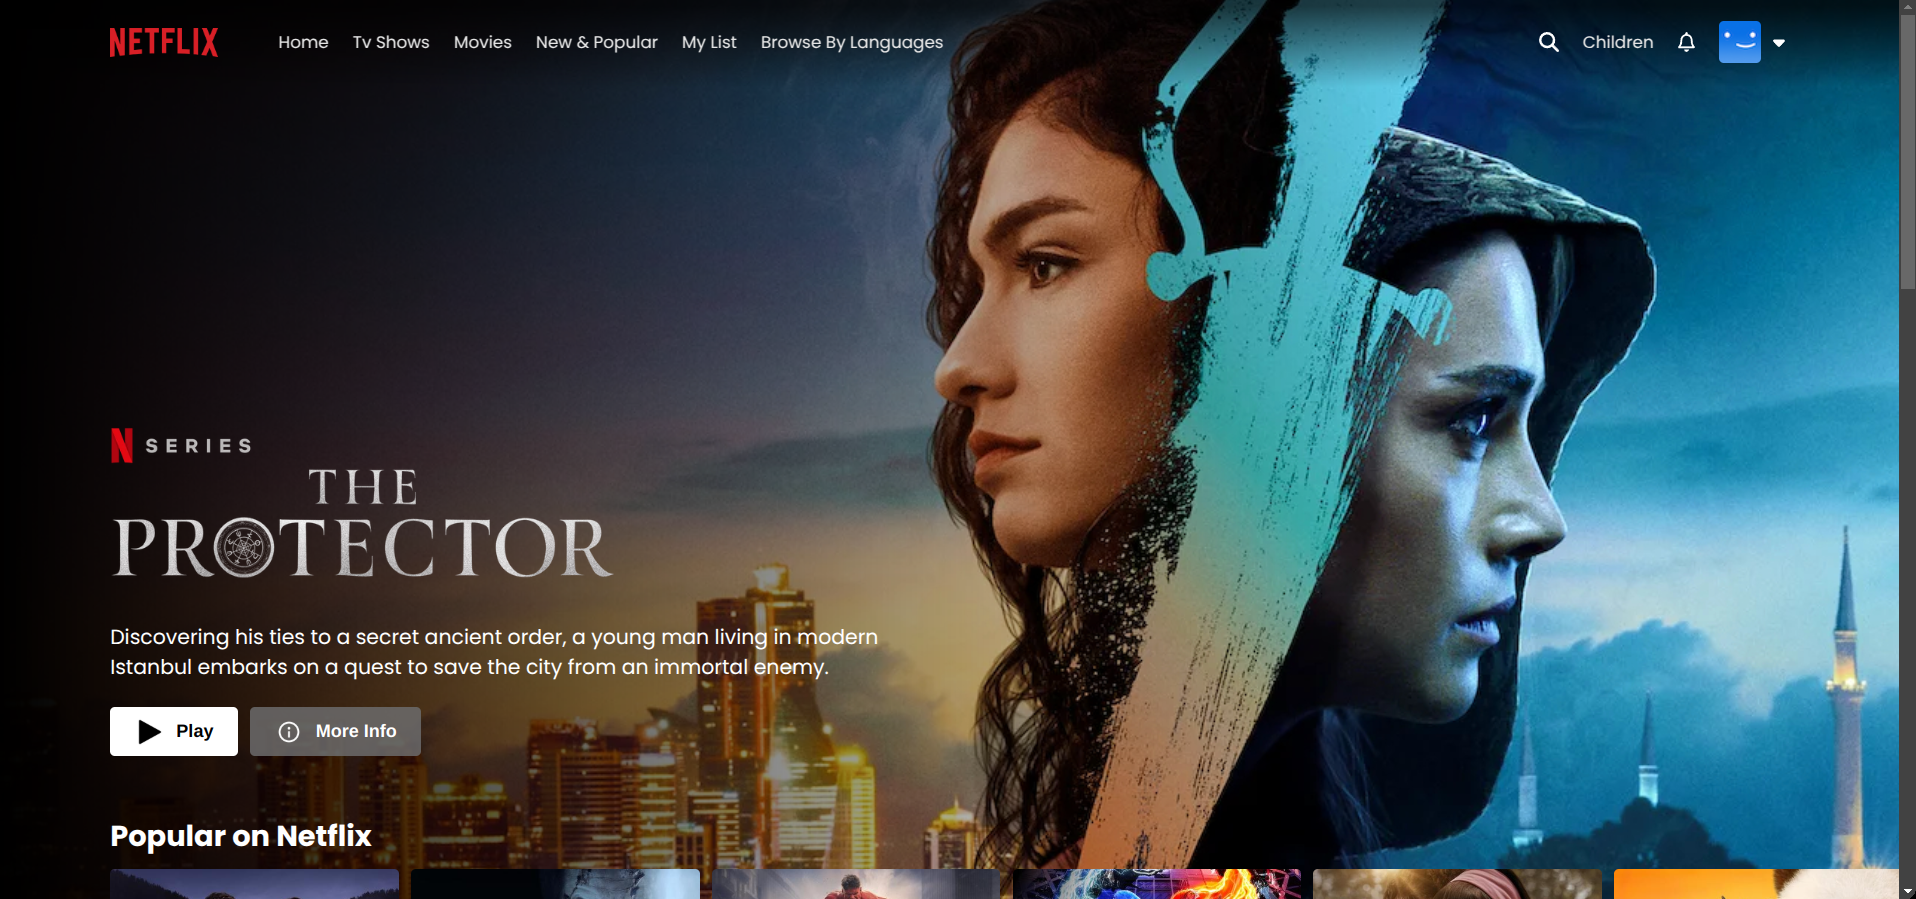 NETFLIX Home Tv Shows Movies New & Popular My List Browse By Languages Children
N SERIES
THE
PROTECTOR
Discovering his ties to a secret ancient order, a young man living in modern
Istanbul embarks on a quest to save the city from an immortal enemy.
Play More Info
Popular on Netflix